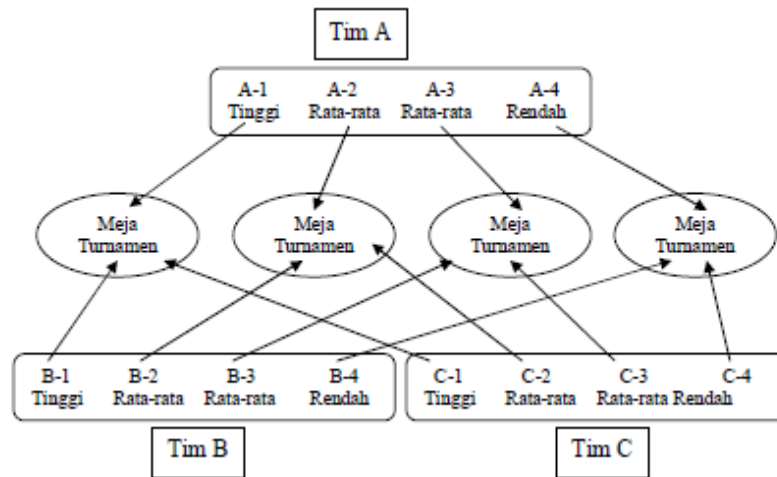 Tim A
A-1 A-2 A-3 A-4
Tinggi Rata-rata Rata-rata Rendah
Meja Meja Meja Meja
Turnamen Turnamen Turnamen Turnamen
B-1 B-2 B-3 B-4 C-1 C-2 C-3 C-4
Tinggi Rata-rata Rata-rata Rendah Tinggi Rata-rata Rata-rata Rendah
Tim B Tim C